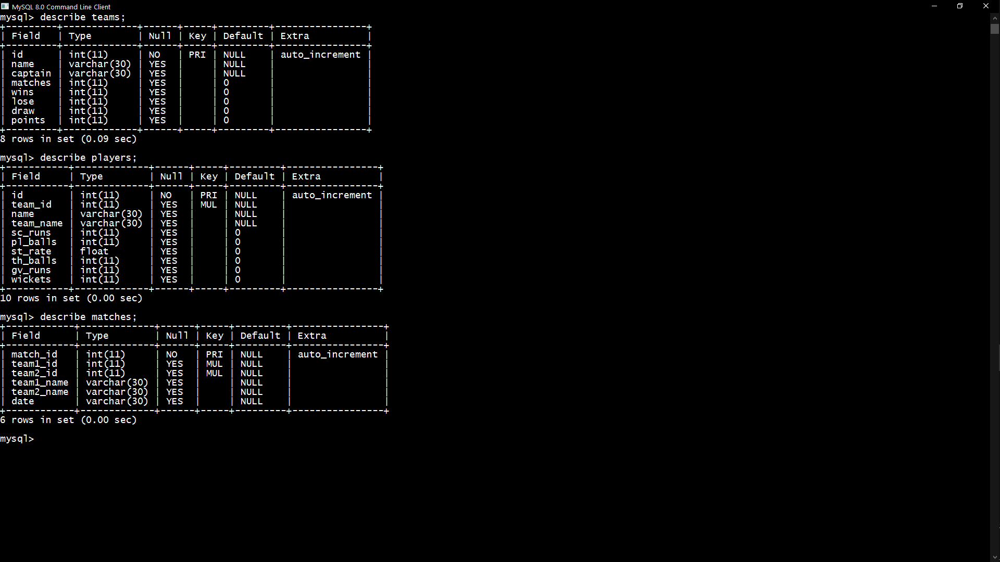 MySQL 8.0 Command Line Client
mysql> describe teams;
+---------+-------------+------+-----+---------+----------------+
| Field   | Type        | Null | Key | Default | Extra          |
+---------+-------------+------+-----+---------+----------------+
| id      | int(11)     | NO   | PRI | NULL    | auto_increment |
| name    | varchar(30) | YES  |     | NULL    |                |
| captain | varchar(30) | YES  |     | NULL    |                |
| matches | int(11)     | YES  |     | 0       |                |
| wins    | int(11)     | YES  |     | 0       |                |
| lose    | int(11)     | YES  |     | 0       |                |
| draw    | int(11)     | YES  |     | 0       |                |
| points  | int(11)     | YES  |     | 0       |                |
+---------+-------------+------+-----+---------+----------------+
8 rows in set (0.09 sec)
mysql> describe players;
+-----------+-------------+------+-----+---------+----------------+
| Field     | Type        | Null | Key | Default | Extra          |
+-----------+-------------+------+-----+---------+----------------+
| id        | int(11)     | NO   | PRI | NULL    | auto_increment |
| team_id   | int(11)     | YES  | MUL | NULL    |                |
| name      | varchar(30) | YES  |     | NULL    |                |
| team_name | varchar(30) | YES  |     | NULL    |                |
| sc_runs   | int(11)     | YES  |     | 0       |                |
| pl_balls  | int(11)     | YES  |     | 0       |                |
| st_rate   | float       | YES  |     | 0       |                |
| th_balls  | int(11)     | YES  |     | 0       |                |
| gv_runs   | int(11)     | YES  |     | 0       |                |
| wickets   | int(11)     | YES  |     | 0       |                |
+-----------+-------------+------+-----+---------+----------------+
10 rows in set (0.00 sec)
mysql> describe matches;
+------------+-------------+------+-----+---------+----------------+
| Field      | Type        | Null | Key | Default | Extra          |
+------------+-------------+------+-----+---------+----------------+
| match_id   | int(11)     | NO   | PRI | NULL    | auto_increment |
| team1_id   | int(11)     | YES  | MUL | NULL    |                |
| team2_id   | int(11)     | YES  | MUL | NULL    |                |
| team1_name | varchar(30) | YES  |     | NULL    |                |
| team2_name | varchar(30) | YES  |     | NULL    |                |
| date       | varchar(30) | YES  |     | NULL    |                |
+------------+-------------+------+-----+---------+----------------+
6 rows in set (0.00 sec)
mysql>